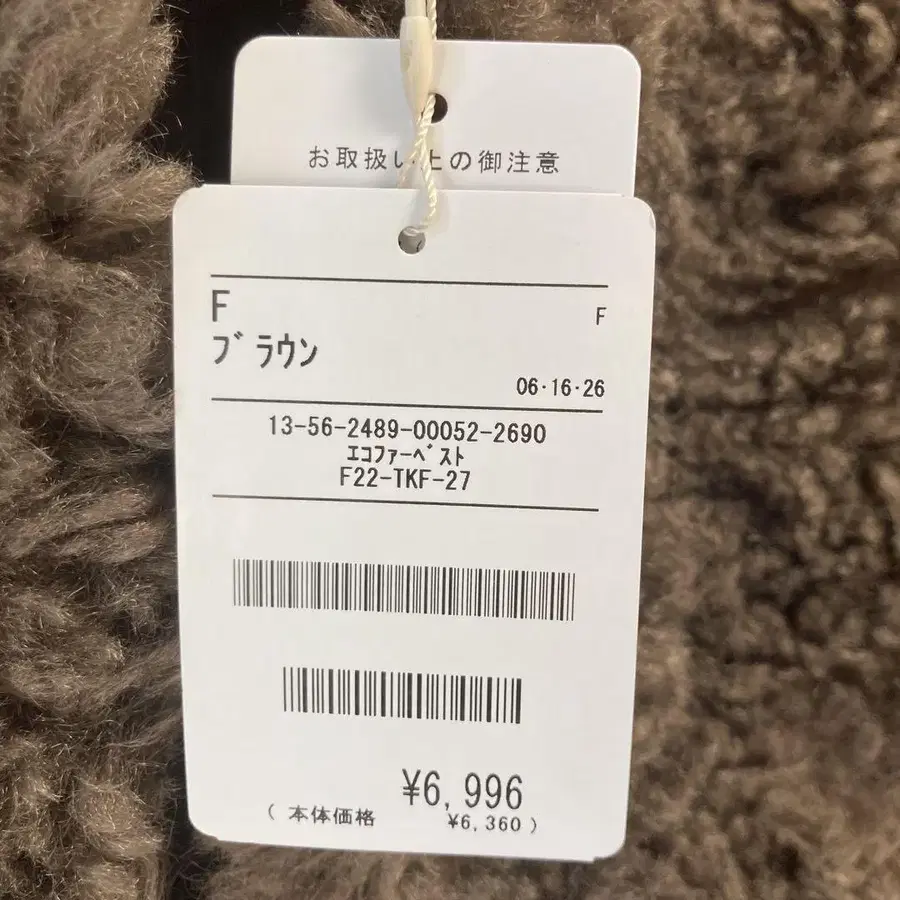 お取扱い上の御注意
F F
ブラウン
06・16・26
13-56-2489-00052-2690
エコファーベスト
F22-TKF-27
¥6,996
( 本体価格 ¥6,360 )